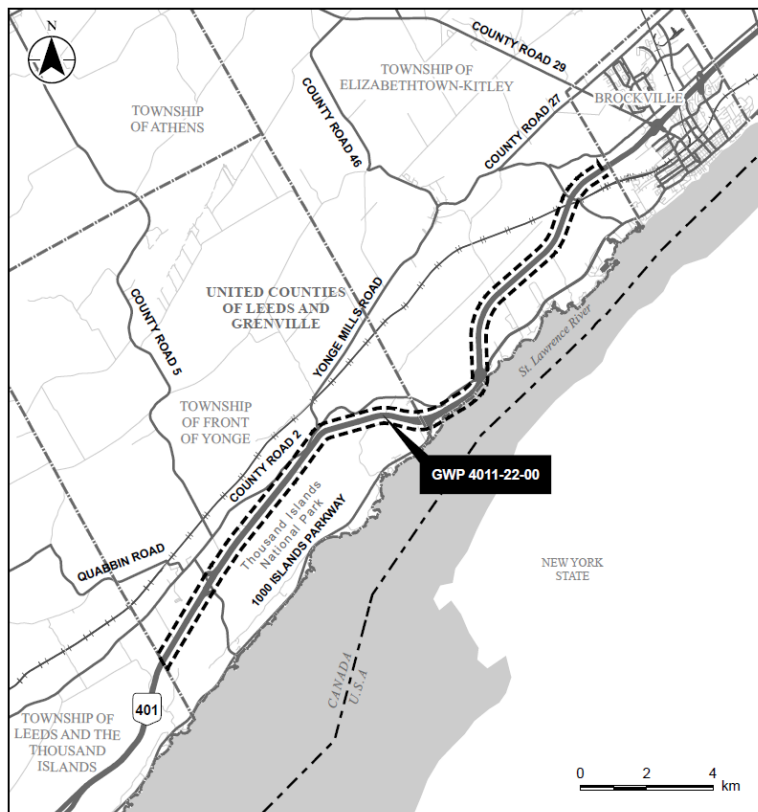 N
COUNTY ROAD 29
TOWNSHIP OF
ELIZABETHTOWN-KITLEY
BROCKVILLE
TOWNSHIP
OF ATHENS
COUNTY ROAD 46
COUNTY ROAD 27
UNITED COUNTIES
OF LEEDS AND
GRENVILLE
COUNTY ROAD 5
YONGE MILLS ROAD
St. Lawrence River
TOWNSHIP
OF FRONT
OF YONGE
COUNTY ROAD 2
GWP 4011-22-00
Thousand Islands
National Park
1000 ISLANDS PARKWAY
QUABBIN ROAD
NEW YORK
STATE
CANADA
U.S.A
401
TOWNSHIP OF
LEEDS AND THE
THOUSAND
ISLANDS
0 2 4
km